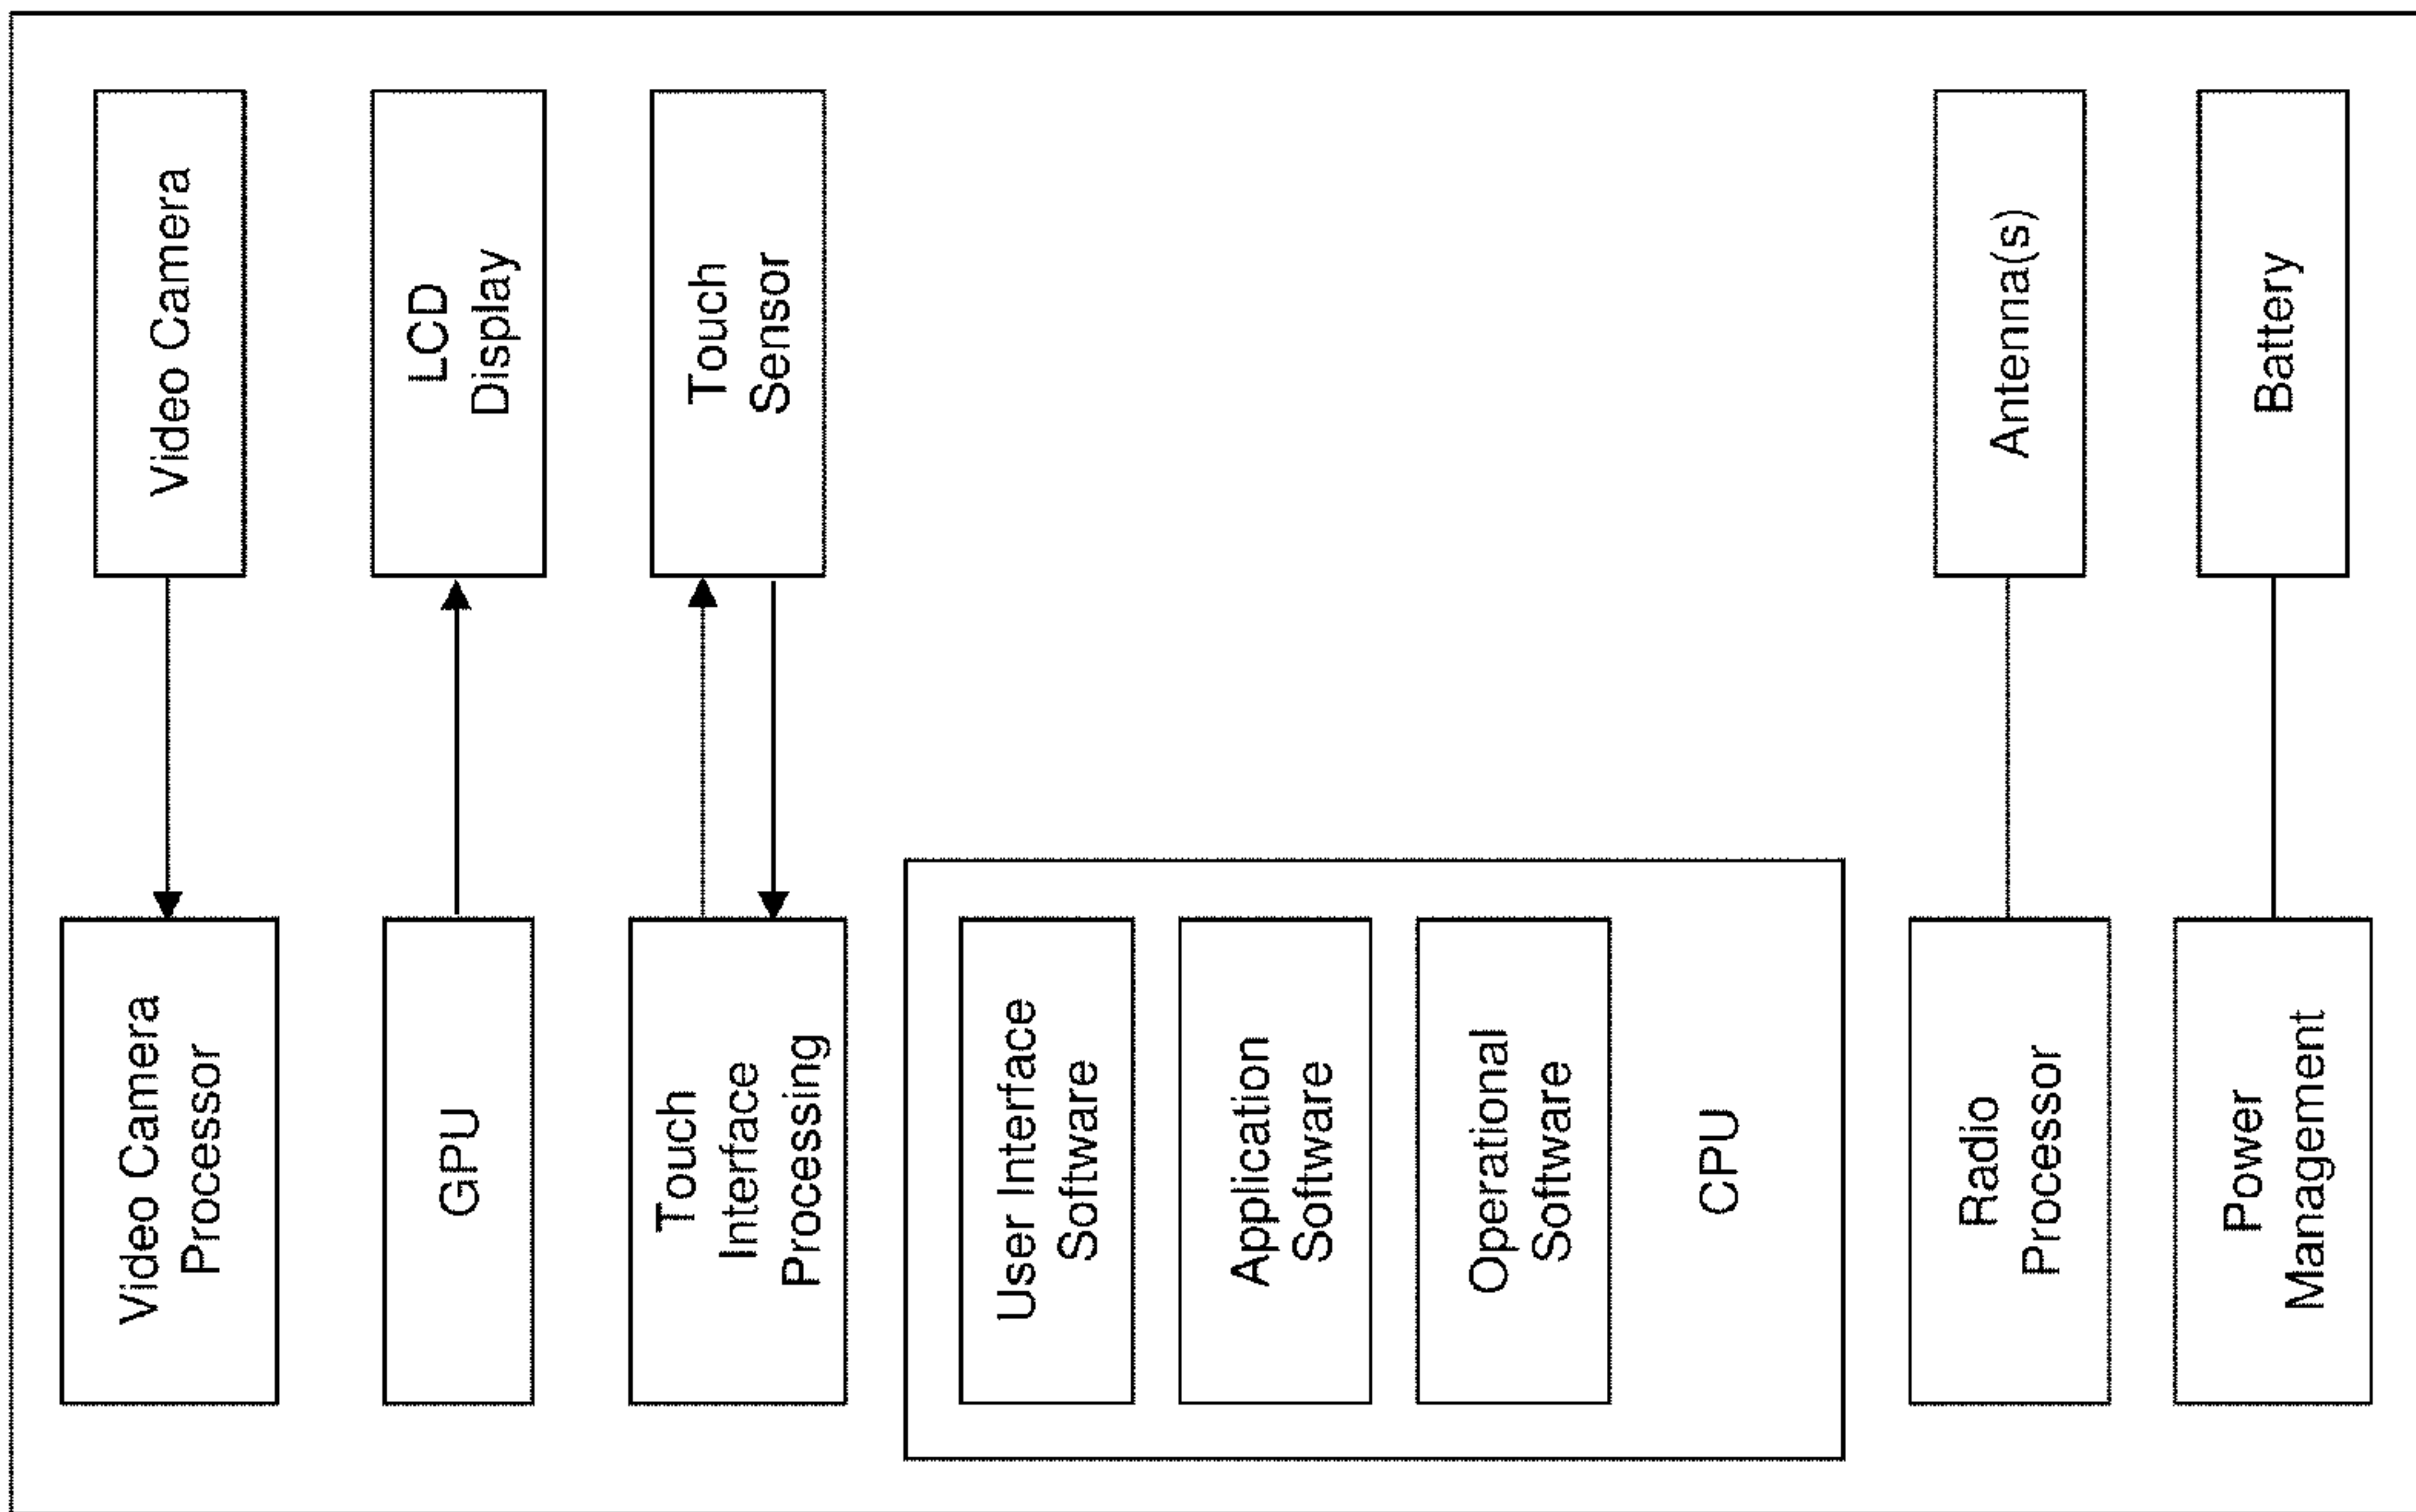 Video Camera
LCD
Display
Touch
Sensor
Antenna(s)
Battery
Video Camera
Processor
GPU
Touch
Interface
Processing
User Interface
Software
Application
Software
Operational
Software
CPU
Radio
Processor
Power
Management